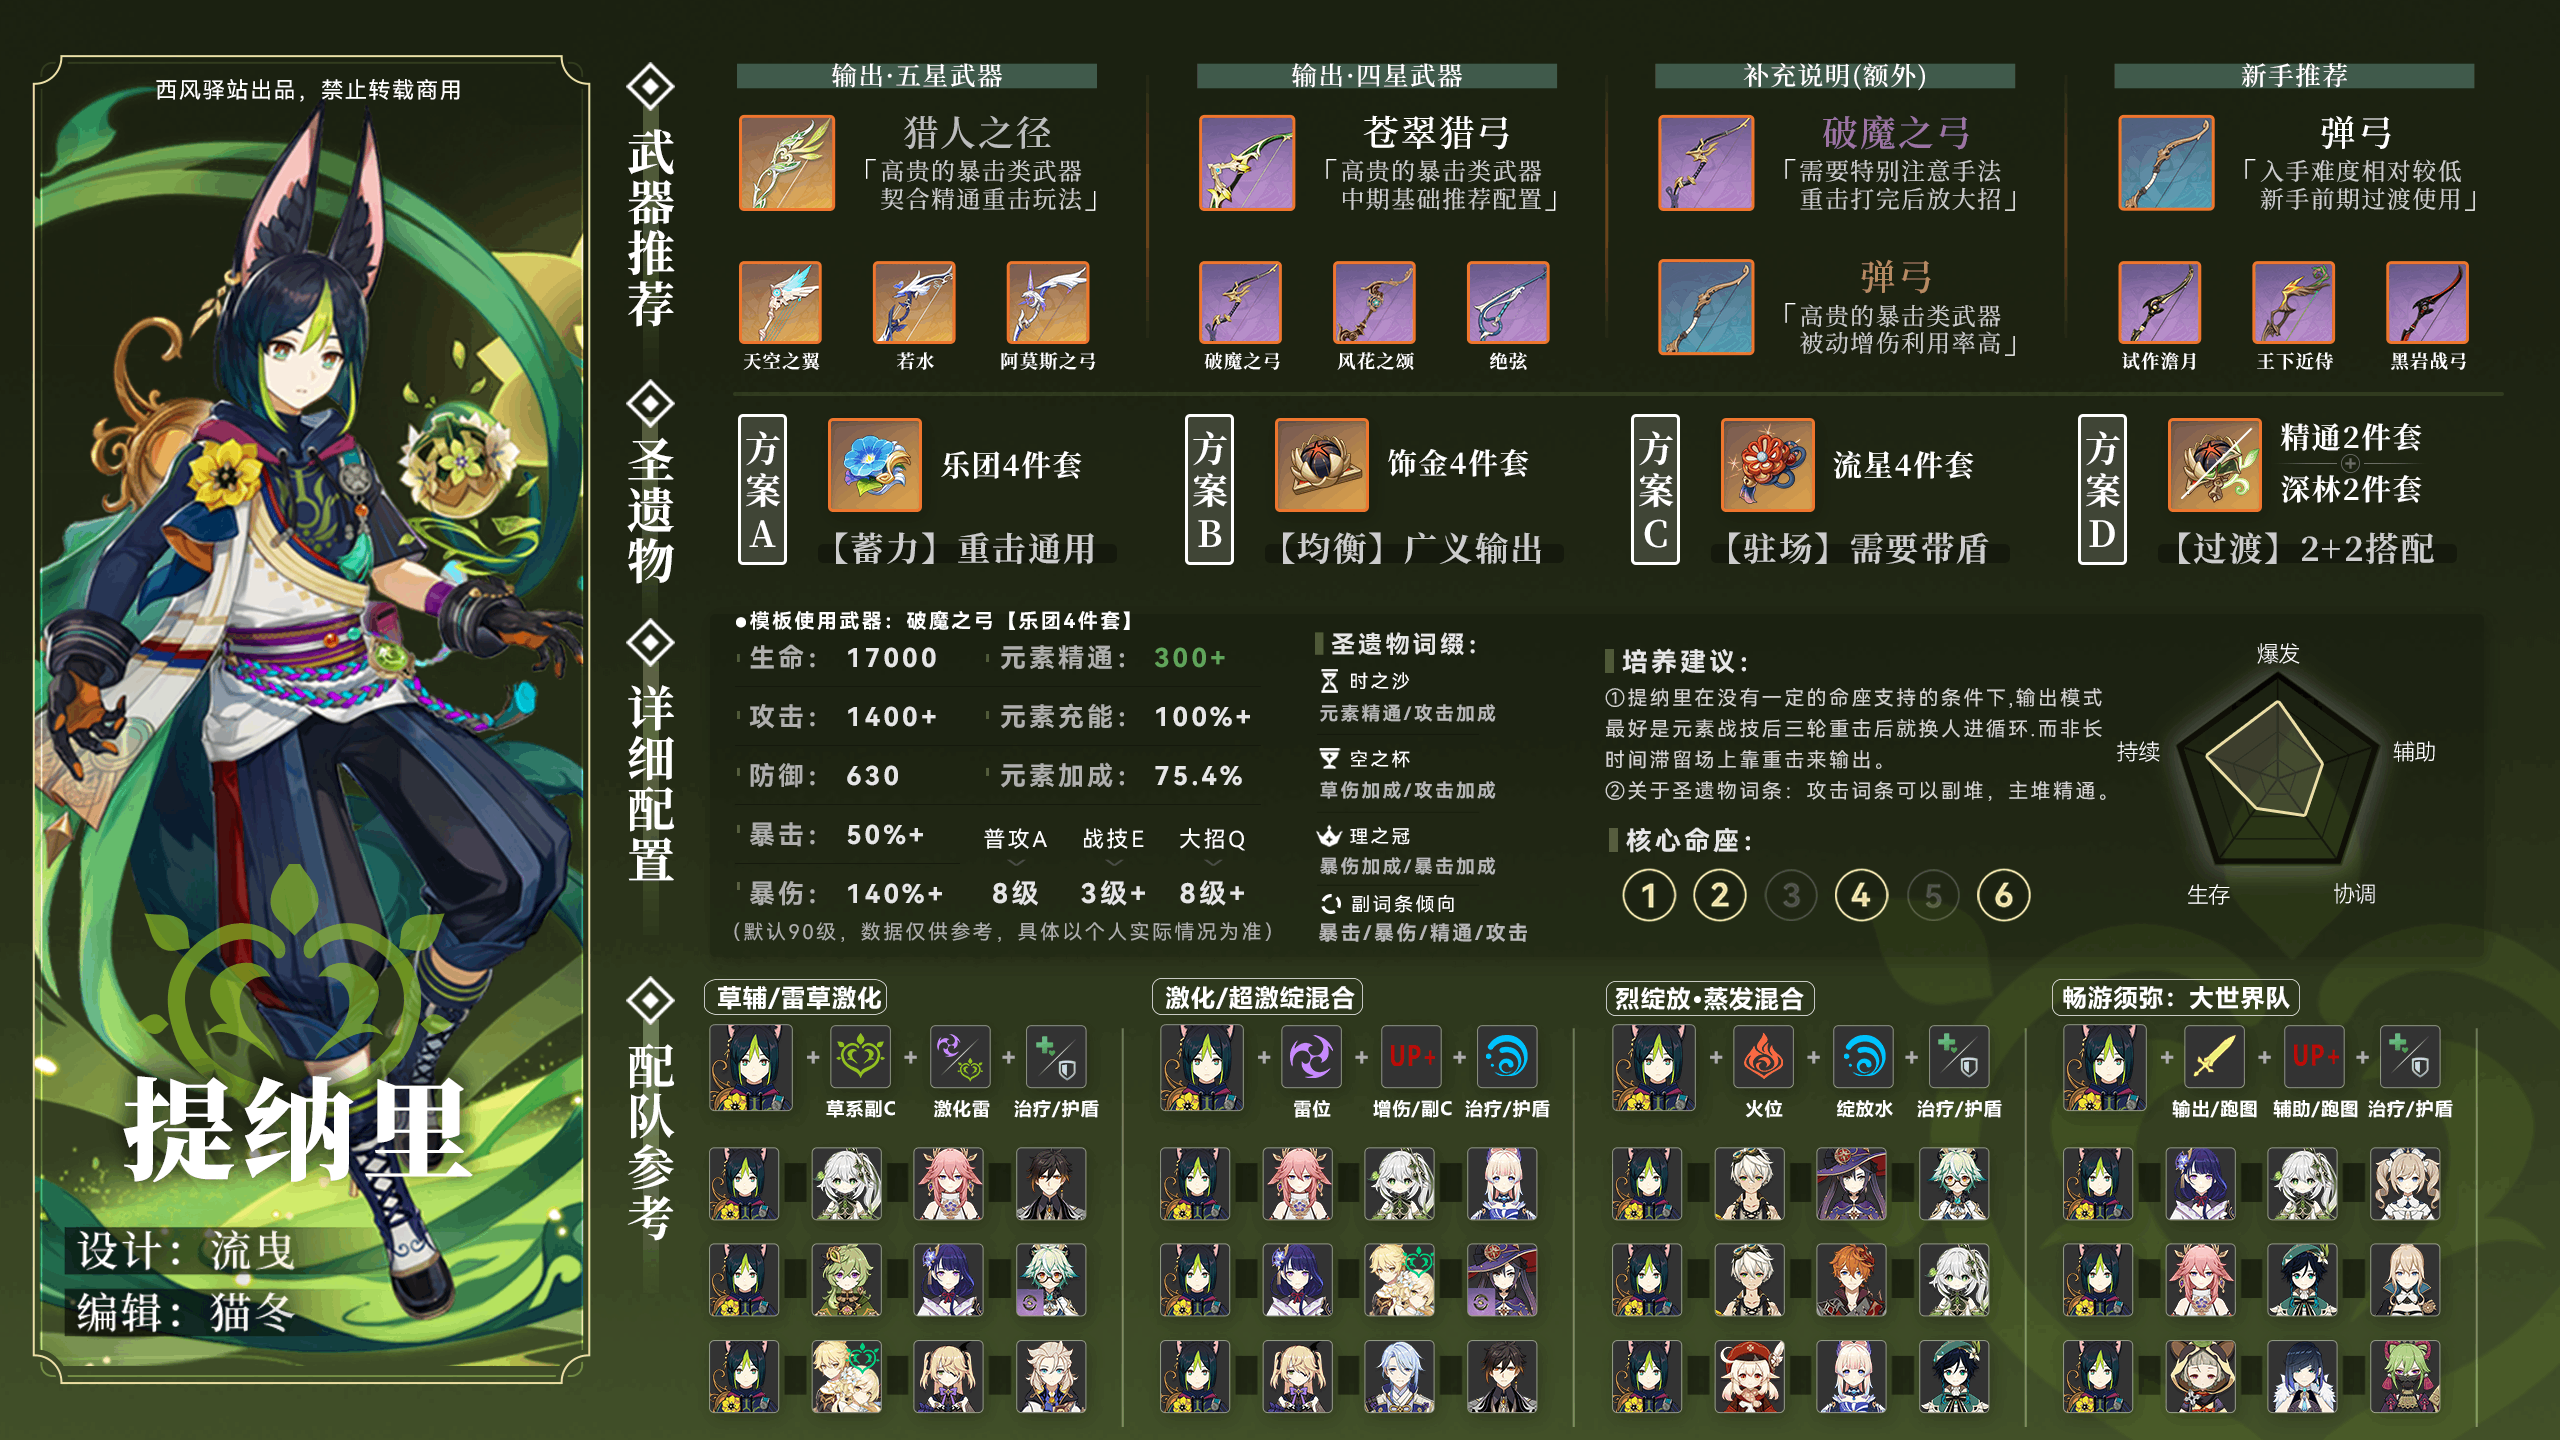 西风驿站出品，禁止转载商用
提纳里
设计：流曳
编辑：猫冬
武器推荐
输出·五星武器
猎人之径
「高贵的暴击类武器
契合精通重击玩法」
天空之翼
若水
阿莫斯之弓
输出·四星武器
苍翠猎弓
「高贵的暴击类武器
中期基础推荐配置」
破魔之弓
风花之颂
绝弦
补充说明(额外)
破魔之弓
「需要特别注意手法
重击打完后放大招」
弹弓
「高贵的暴击类武器
被动增伤利用率高」
新手推荐
弹弓
「入手难度相对较低
新手前期过渡使用」
试作澹月
王下近侍
黑岩战弓
圣遗物
方案A
乐团4件套
【蓄力】重击通用
方案B
饰金4件套
【均衡】广义输出
方案C
流星4件套
【驻场】需要带盾
方案D
精通2件套
深林2件套
【过渡】2+2搭配
详细配置
●模板使用武器：破魔之弓【乐团4件套】
生命：17000
元素精通：300+
攻击：1400+
元素充能：100%+
防御：630
元素加成：75.4%
暴击：50%+
普攻A 战技E 大招Q
暴伤：140%+
8级 3级+ 8级+
(默认90级，数据仅供参考，具体以个人实际情况为准)
圣遗物词缀：
时之沙
元素精通/攻击加成
空之杯
草伤加成/攻击加成
理之冠
暴伤加成/暴击加成
副词条倾向
暴击/暴伤/精通/攻击
培养建议：
①提纳里在没有一定的命座支持的条件下,输出模式
最好是元素战技后三轮重击后就换人进循环.而非长
时间滞留场上靠重击来输出。
②关于圣遗物词条：攻击词条可以副堆，主堆精通。
核心命座：
1 2 3 4 5 6
爆发
辅助
协调
生存
持续
配队参考
草辅/雷草激化
+ + +
草系副C 激化雷 治疗/护盾
激化/超激绽混合
+ + UP+ +
雷位 增伤/副C 治疗/护盾
烈绽放·蒸发混合
+ + +
火位 绽放水 治疗/护盾
畅游须弥：大世界队
+ + UP+ +
输出/跑图 辅助/跑图 治疗/护盾